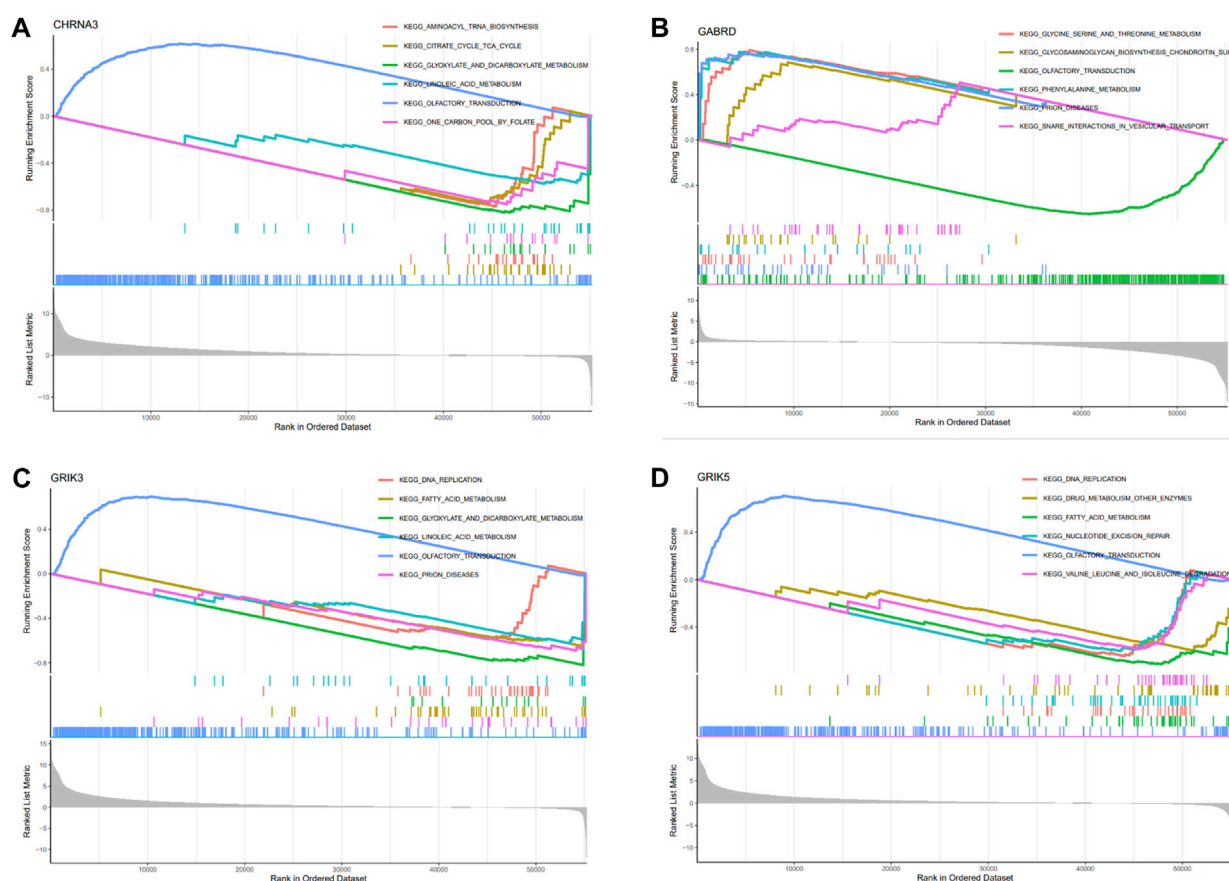 A
CHRNA3
KEGG_AMINOACYL_TRNA_BIOSYNTHESIS
KEGG_CITRATE_CYCLE_TCA_CYCLE
KEGG_GLYOXYLATE_AND_DICARBOXYLATE_METABOLISM
KEGG_LINOLEIC_ACID_METABOLISM
KEGG_OLFACTORY_TRANSDUCTION
KEGG_ONE_CARBON_POOL_BY_FOLATE
Running Enrichment Score
0.4
0.0
−0.4
−0.8
Ranked List Metric
10
5
0
−5
−10
10000
20000
30000
40000
50000
Rank in Ordered Dataset
B
GABRD
KEGG_GLYCINE_SERINE_AND_THREONINE_METABOLISM
KEGG_GLYCOSAMINOGLYCAN_BIOSYNTHESIS_CHONDROITIN_SUL
KEGG_OLFACTORY_TRANSDUCTION
KEGG_PHENYLALANINE_METABOLISM
KEGG_PRION_DISEASES
KEGG_SNARE_INTERACTIONS_IN_VESICULAR_TRANSPORT
Running Enrichment Score
0.8
0.4
0.0
−0.4
Ranked List Metric
10
5
0
−5
−10
−15
10000
20000
30000
40000
50000
Rank in Ordered Dataset
C
GRIK3
KEGG_DNA_REPLICATION
KEGG_FATTY_ACID_METABOLISM
KEGG_GLYOXYLATE_AND_DICARBOXYLATE_METABOLISM
KEGG_LINOLEIC_ACID_METABOLISM
KEGG_OLFACTORY_TRANSDUCTION
KEGG_PRION_DISEASES
Running Enrichment Score
0.4
0.0
−0.4
−0.8
Ranked List Metric
15
10
5
0
−5
−10
10000
20000
30000
40000
50000
Rank in Ordered Dataset
D
GRIK5
KEGG_DNA_REPLICATION
KEGG_DRUG_METABOLISM_OTHER_ENZYMES
KEGG_FATTY_ACID_METABOLISM
KEGG_NUCLEOTIDE_EXCISION_REPAIR
KEGG_OLFACTORY_TRANSDUCTION
KEGG_VALINE_LEUCINE_AND_ISOLEUCINE_DEGRADATION
Running Enrichment Score
0.4
0.0
−0.4
Ranked List Metric
10
5
0
−5
−10
10000
20000
30000
40000
50000
Rank in Ordered Dataset